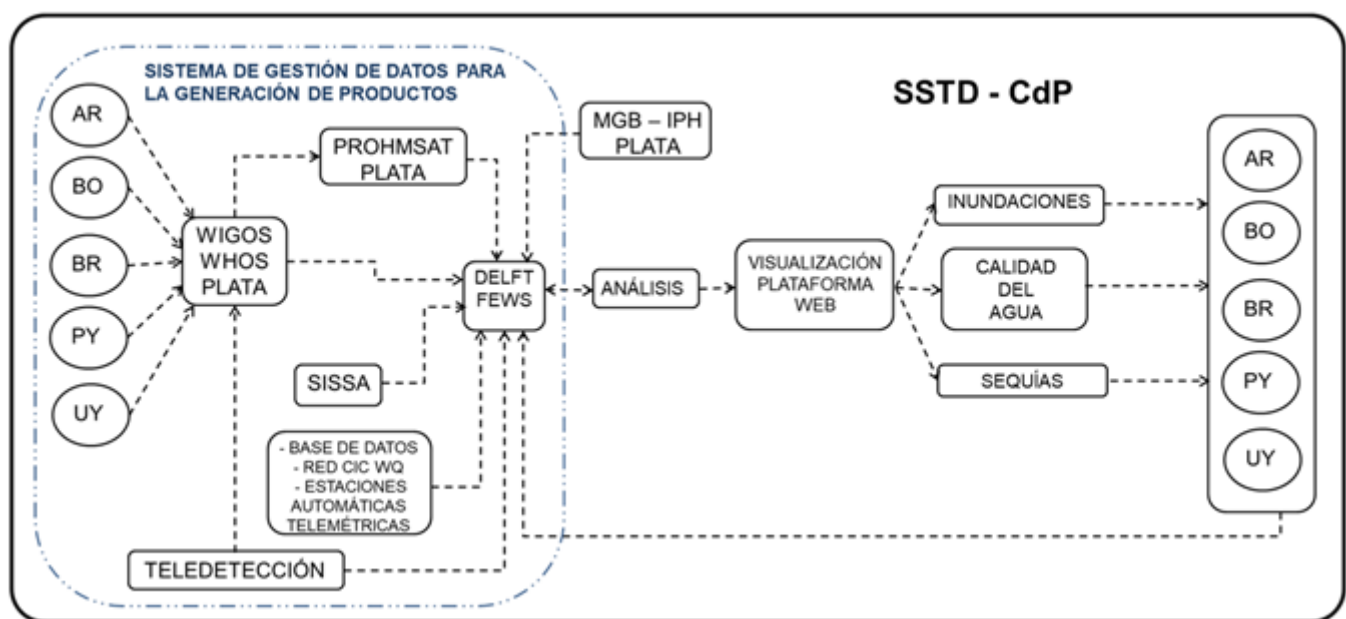 SISTEMA DE GESTIÓN DE DATOS PARA
LA GENERACIÓN DE PRODUCTOS
SSTD - CdP
AR
BO
BR
PY
UY
WIGOS
WHOS
PLATA
PROHMSAT
PLATA
MGB – IPH
PLATA
DELFT
FEWS
SISSA
- BASE DE DATOS
- RED CIC WQ
- ESTACIONES
AUTOMÁTICAS
TELEMÉTRICAS
TELEDETECCIÓN
ANÁLISIS
VISUALIZACIÓN
PLATAFORMA
WEB
INUNDACIONES
CALIDAD
DEL
AGUA
SEQUÍAS
AR
BO
BR
PY
UY